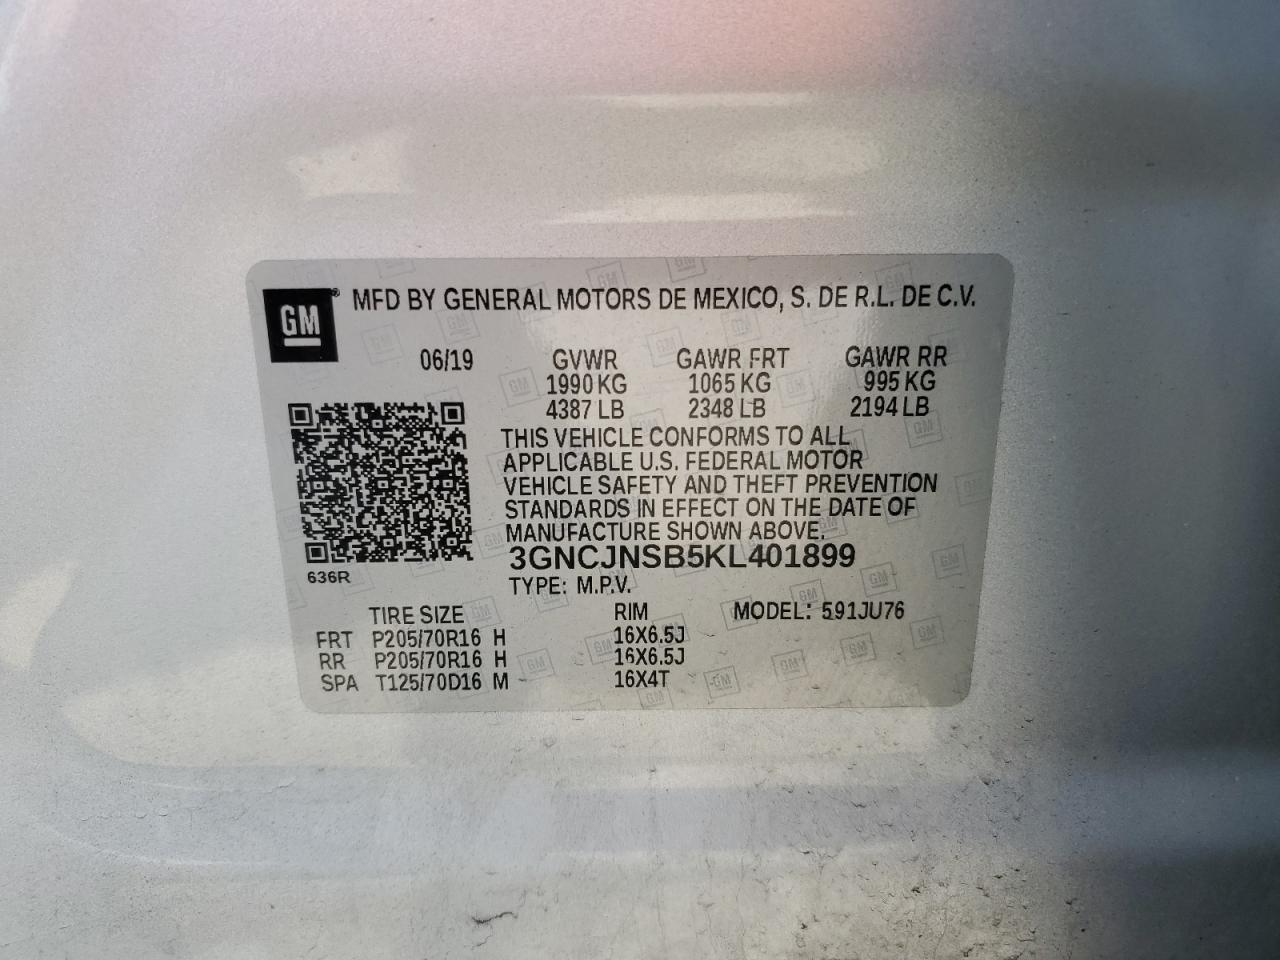 GM ® MFD BY GENERAL MOTORS DE MEXICO, S. DE R.L. DE C.V.
06/19 GVWR GAWR FRT GAWR RR
1990 KG 1065 KG 995 KG
4387 LB 2348 LB 2194 LB
THIS VEHICLE CONFORMS TO ALL
APPLICABLE U.S. FEDERAL MOTOR
VEHICLE SAFETY AND THEFT PREVENTION
STANDARDS IN EFFECT ON THE DATE OF
MANUFACTURE SHOWN ABOVE.
3GNCJNSB5KL401899
636R
TYPE: M.P.V.
TIRE SIZE RIM MODEL: 591JU76
FRT P205/70R16 H 16X6.5J
RR P205/70R16 H 16X6.5J
SPA T125/70D16 M 16X4T